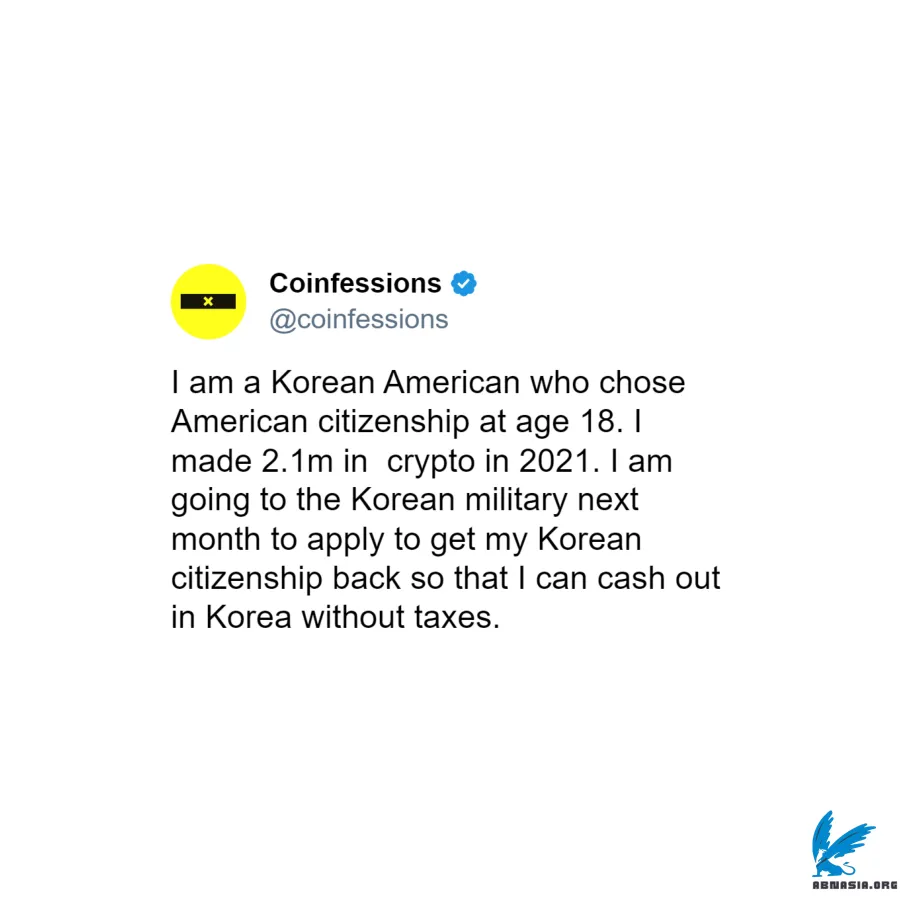 Coinfessions
@coinfessions
I am a Korean American who chose
American citizenship at age 18. I
made 2.1m in  crypto in 2021. I am
going to the Korean military next
month to apply to get my Korean
citizenship back so that I can cash out
in Korea without taxes.
ABNASIA.ORG